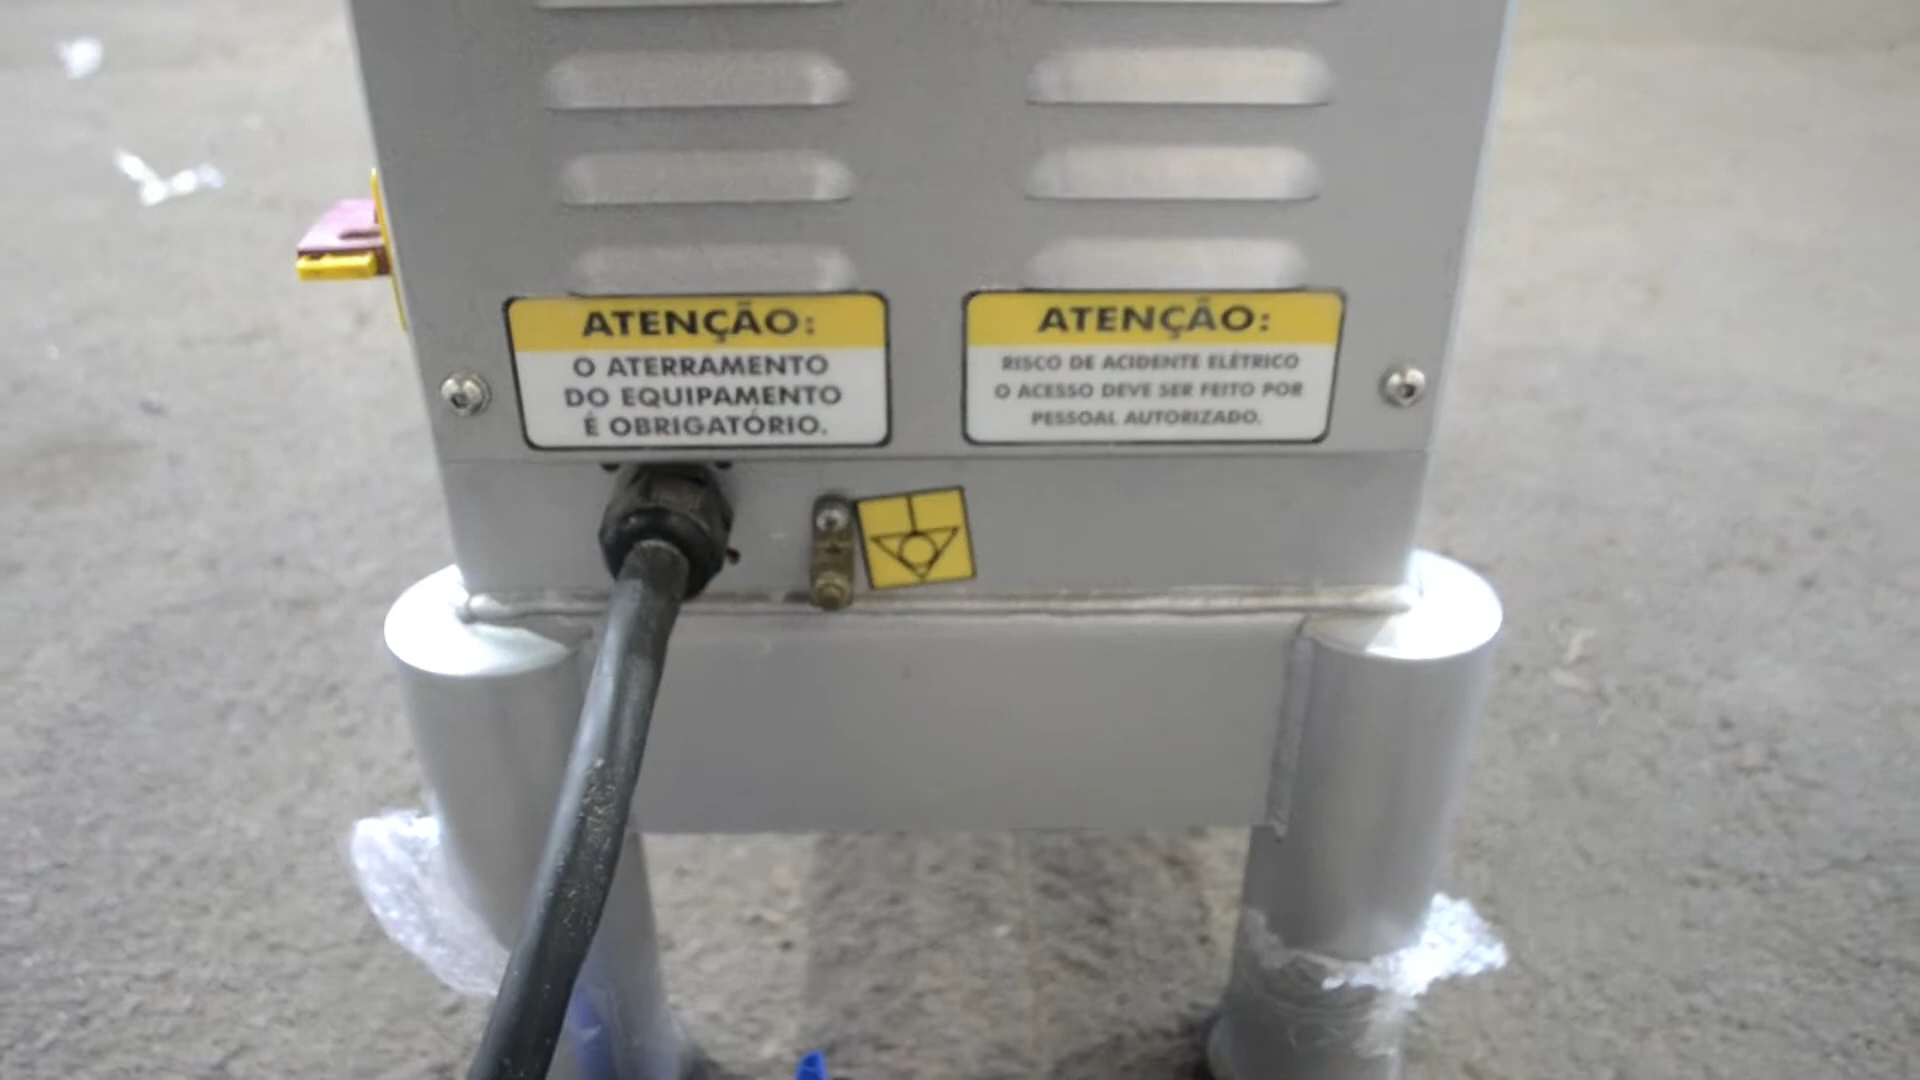 ATENÇÃO:
O ATERRAMENTO
DO EQUIPAMENTO
É OBRIGATÓRIO.
ATENÇÃO:
RISCO DE ACIDENTE ELÉTRICO
O ACESSO DEVE SER FEITO POR
PESSOAL AUTORIZADO.